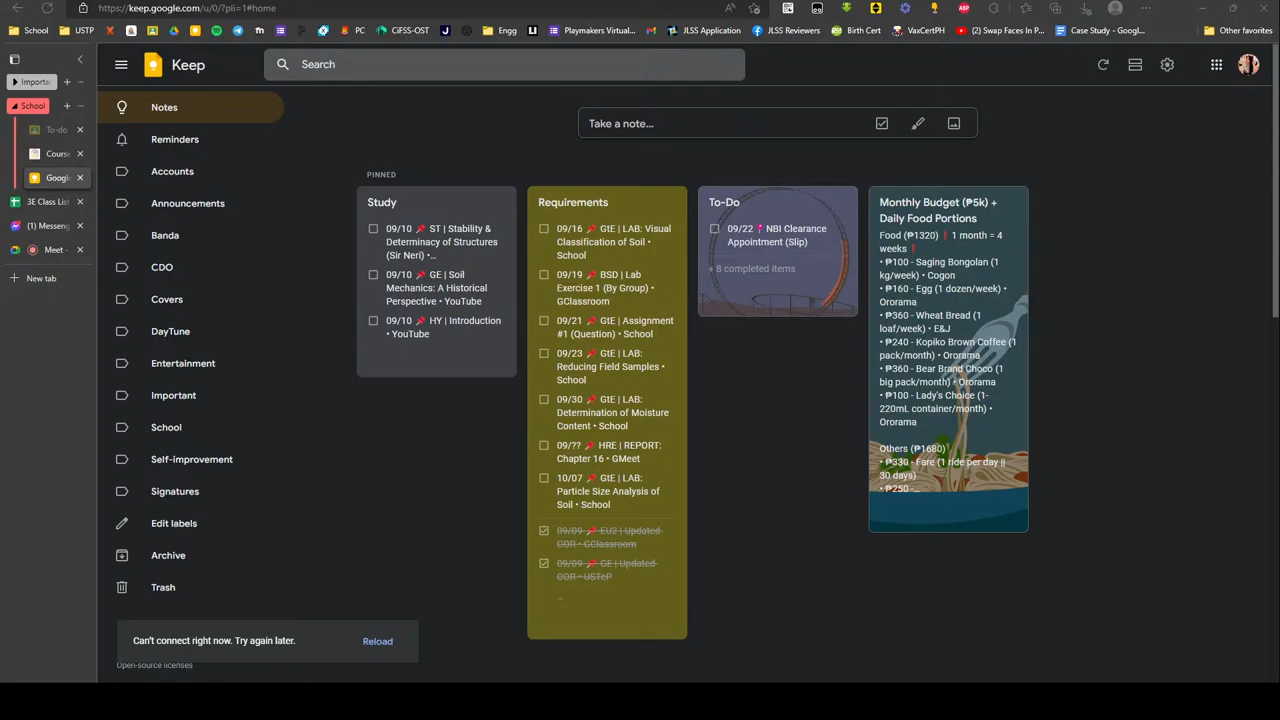 https://keep.google.com/u/0/?pli=1#home
School
USTP
PC
CiFSS-OST
Engg
Playmakers Virtual...
JLSS Application
JLSS Reviewers
Birth Cert
VaxCertPH
(2) Swap Faces In P...
Case Study - Googl...
Other favorites
Importa
School
To-do
Cours
Googl
3E Class List
(1) Messeng
Meet -
New tab
Keep
Search
Notes
Reminders
Accounts
Announcements
Banda
CDO
Covers
DayTune
Entertainment
Important
School
Self-improvement
Signatures
Edit labels
Archive
Trash
Can't connect right now. Try again later.
Reload
Open-source licenses
Take a note...
PINNED
Study
09/10 📌 ST | Stability &
Determinacy of Structures
(Sir Neri) •...
09/10 📌 GE | Soil
Mechanics: A Historical
Perspective • YouTube
09/10 📌 HY | Introduction
• YouTube
Requirements
09/16 📌 GtE | LAB: Visual
Classification of Soil •
School
09/19 📌 BSD | Lab
Exercise 1 (By Group) •
GClassroom
09/21 📌 GtE | Assignment
#1 (Question) • School
09/23 📌 GtE | LAB:
Reducing Field Samples •
School
09/30 📌 GtE | LAB:
Determination of Moisture
Content • School
09/?? 📌 HRE | REPORT:
Chapter 16 • GMeet
10/07 📌 GtE | LAB:
Particle Size Analysis of
Soil • School
09/09 📌 EU2 | Updated
COR • GClassroom
09/09 📌 GE | Updated
COR • USTeP
...
To-Do
09/22 📍 NBI Clearance
Appointment (Slip)
+ 8 completed items
Monthly Budget (₱5k) +
Daily Food Portions
Food (₱1320)❗ 1 month = 4
weeks❗
• ₱100 - Saging Bongolan (1
kg/week) • Cogon
• ₱160 - Egg (1 dozen/week) •
Ororama
• ₱360 - Wheat Bread (1
loaf/week) • E&J
• ₱240 - Kopiko Brown Coffee (1
pack/month) • Ororama
• ₱360 - Bear Brand Choco (1
big pack/month) • Ororama
• ₱100 - Lady's Choice (1-
220mL container/month) •
Ororama
Others (₱1680)
• ₱330 - Fare (1 ride per day ||
30 days)
• ₱250 -...